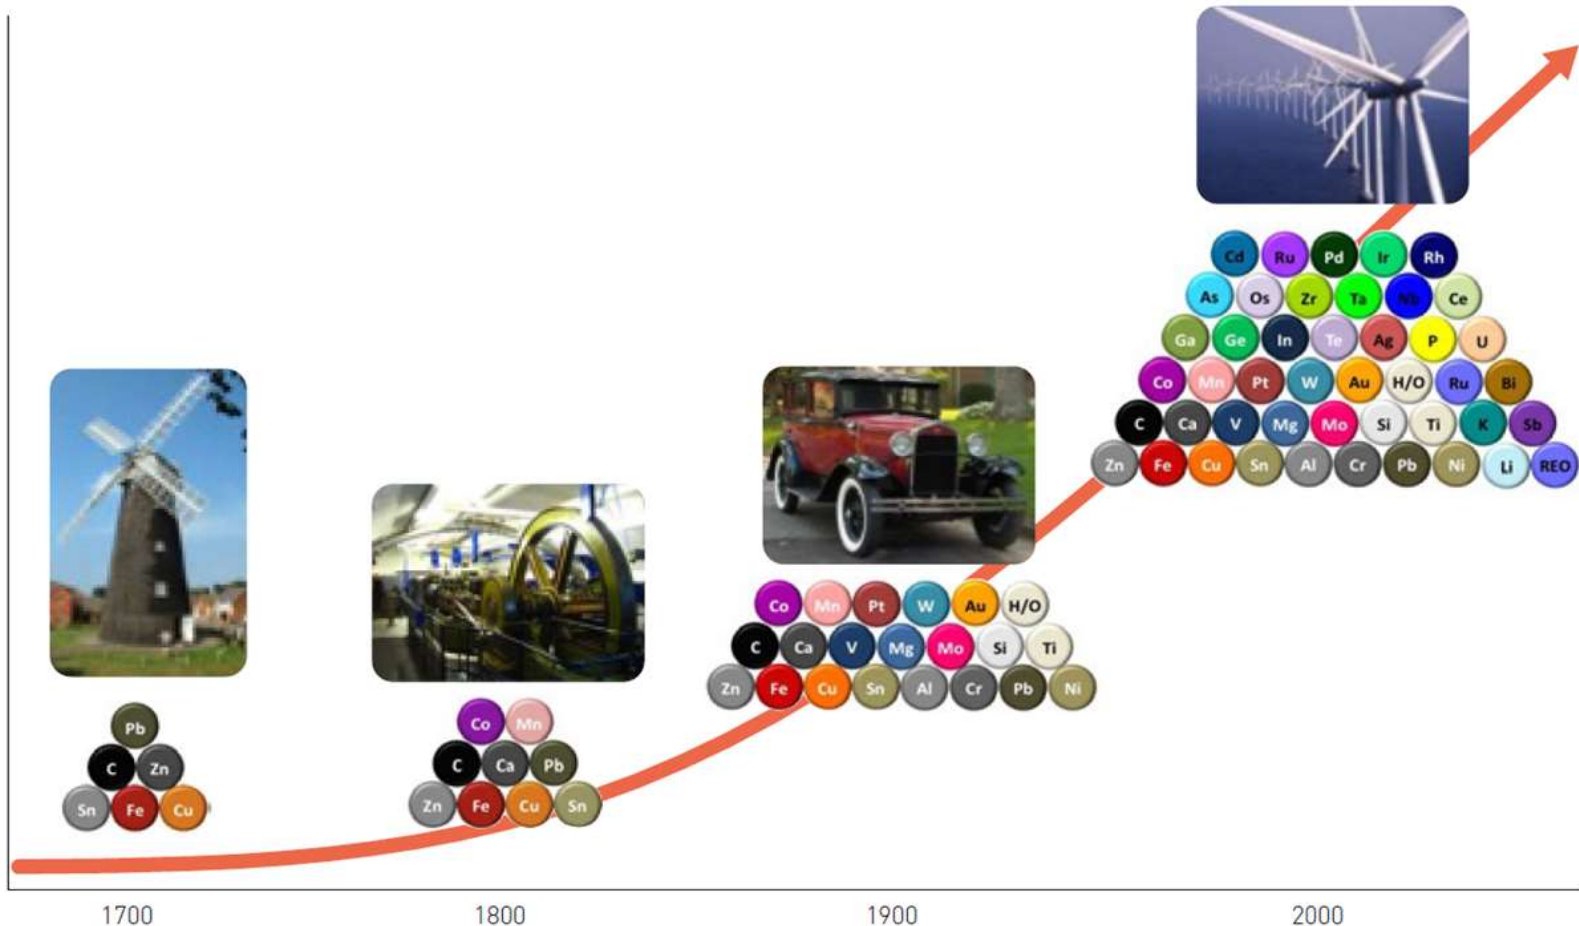 Cd Ru Pd Ir Rh
As Os Zr Ta Nb Ce
Ga Ge In Te Ag P U
Co Mn Pt W Au H/O Ru Bi
C Ca V Mg Mo Si Ti K Sb
Zn Fe Cu Sn Al Cr Pb Ni Li REO
Co Mn Pt W Au H/O
C Ca V Mg Mo Si Ti
Zn Fe Cu Sn Al Cr Pb Ni
Co Mn
C Ca Pb
Zn Fe Cu Sn
Pb
C Zn
Sn Fe Cu
1700 1800 1900 2000